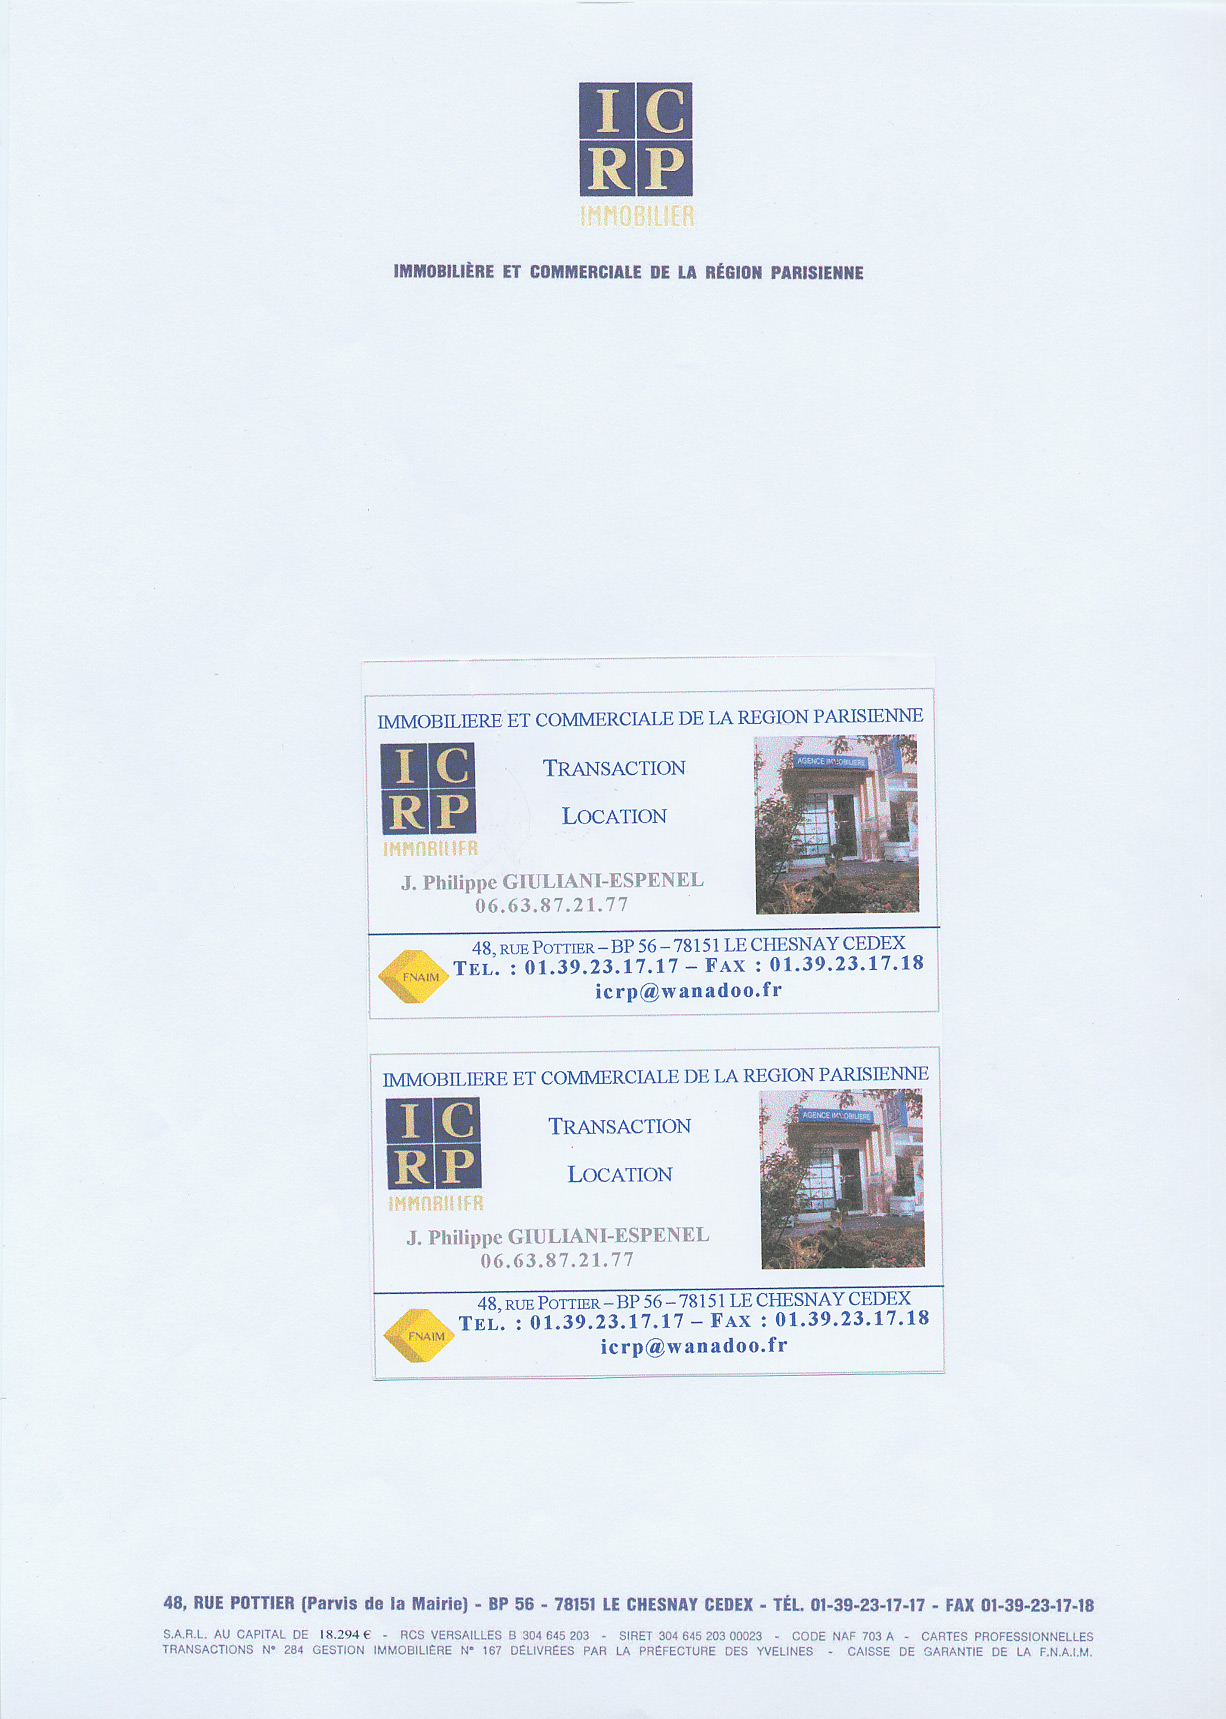 I C
R P
IMMOBILIER
IMMOBILIÈRE ET COMMERCIALE DE LA RÉGION PARISIENNE
IMMOBILIERE ET COMMERCIALE DE LA REGION PARISIENNE
I C
R P
IMMOBILIER
TRANSACTION
LOCATION
AGENCE IMMOBILIERE
J. Philippe GIULIANI-ESPENEL
06.63.87.21.77
FNAIM
48, RUE POTTIER – BP 56 – 78151 LE CHESNAY CEDEX
TEL. : 01.39.23.17.17 – FAX : 01.39.23.17.18
icrp@wanadoo.fr
IMMOBILIERE ET COMMERCIALE DE LA REGION PARISIENNE
I C
R P
IMMOBILIER
TRANSACTION
LOCATION
AGENCE IMMOBILIERE
J. Philippe GIULIANI-ESPENEL
06.63.87.21.77
FNAIM
48, RUE POTTIER – BP 56 – 78151 LE CHESNAY CEDEX
TEL. : 01.39.23.17.17 – FAX : 01.39.23.17.18
icrp@wanadoo.fr
48, RUE POTTIER (Parvis de la Mairie) - BP 56 - 78151 LE CHESNAY CEDEX - TÉL. 01-39-23-17-17 - FAX 01-39-23-17-18
S.A.R.L. AU CAPITAL DE 18.294 € - RCS VERSAILLES B 304 645 203 - SIRET 304 645 203 00023 - CODE NAF 703 A - CARTES PROFESSIONNELLES
TRANSACTIONS N° 284 GESTION IMMOBILIÈRE N° 167 DÉLIVRÉES PAR LA PRÉFECTURE DES YVELINES - CAISSE DE GARANTIE DE LA F.N.A.I.M.